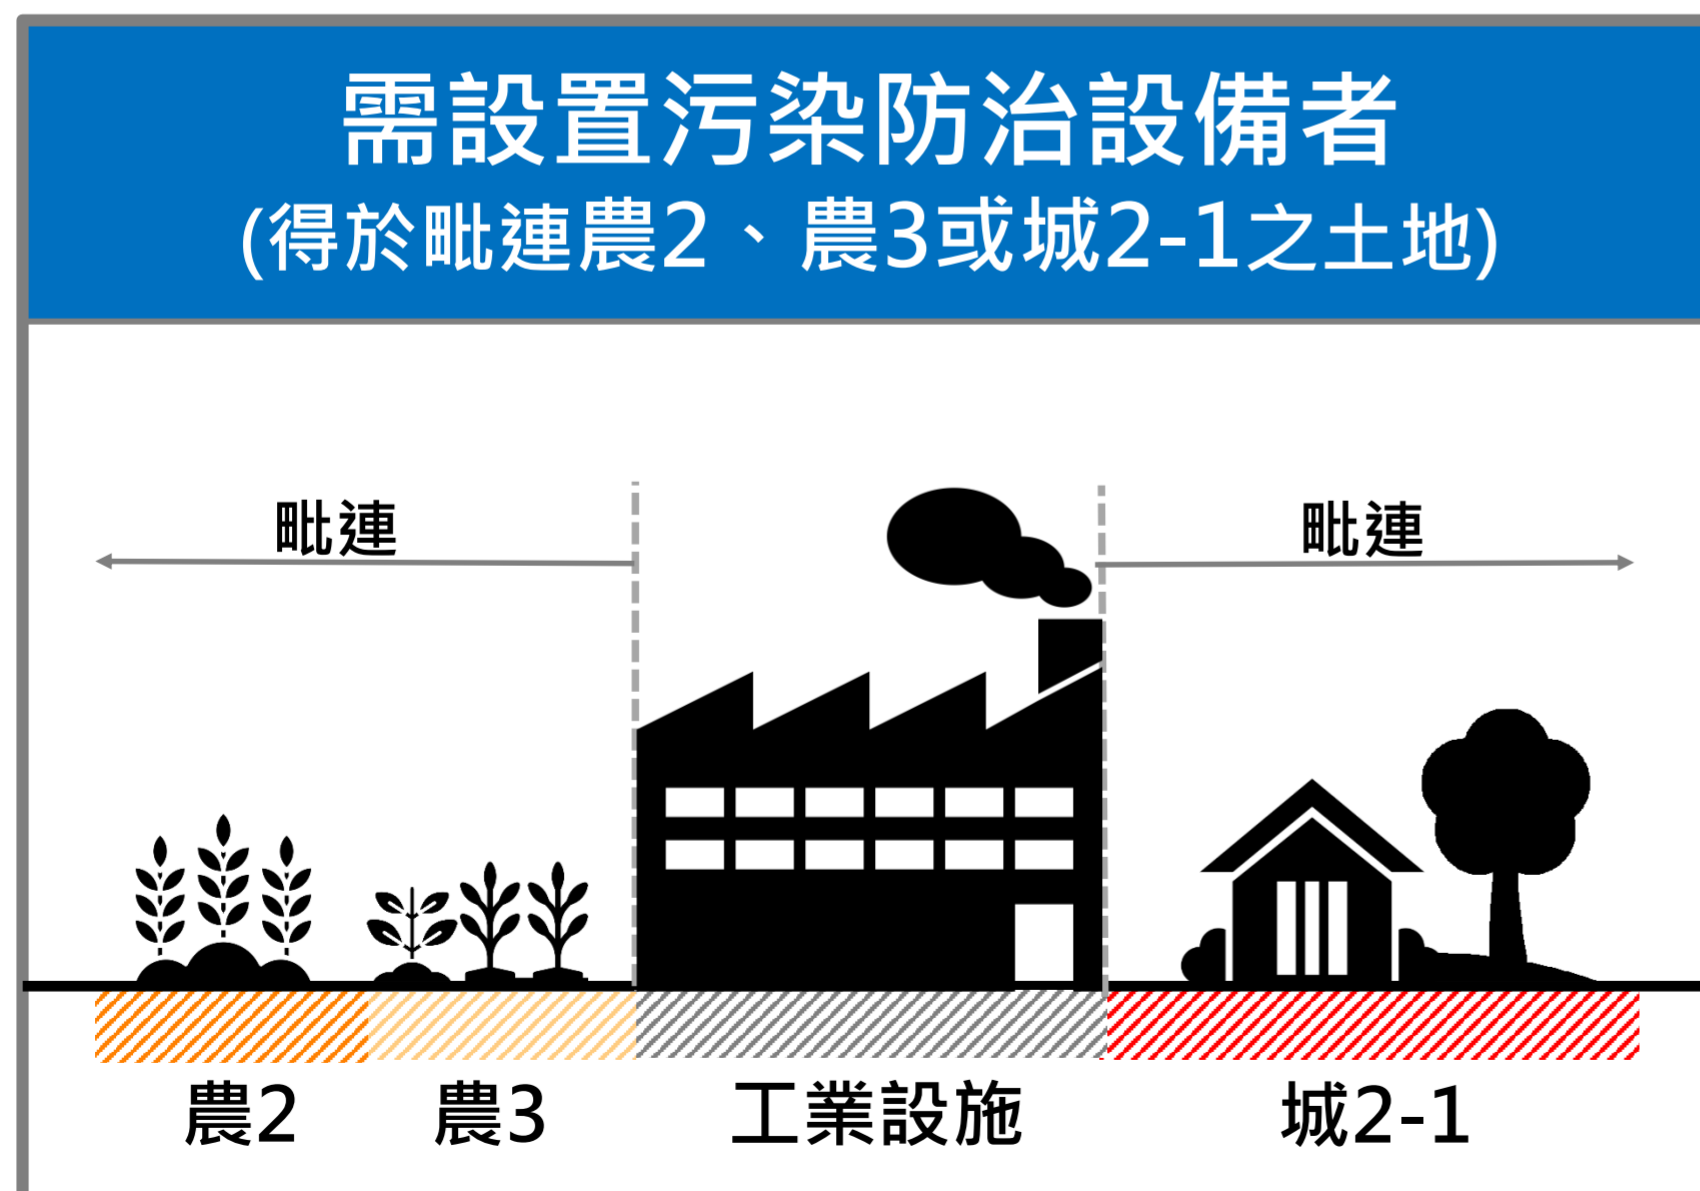 需設置污染防治設備者
(得於毗連農2、農3或城2-1之土地)
毗連
毗連
農2
農3
工業設施
城2-1